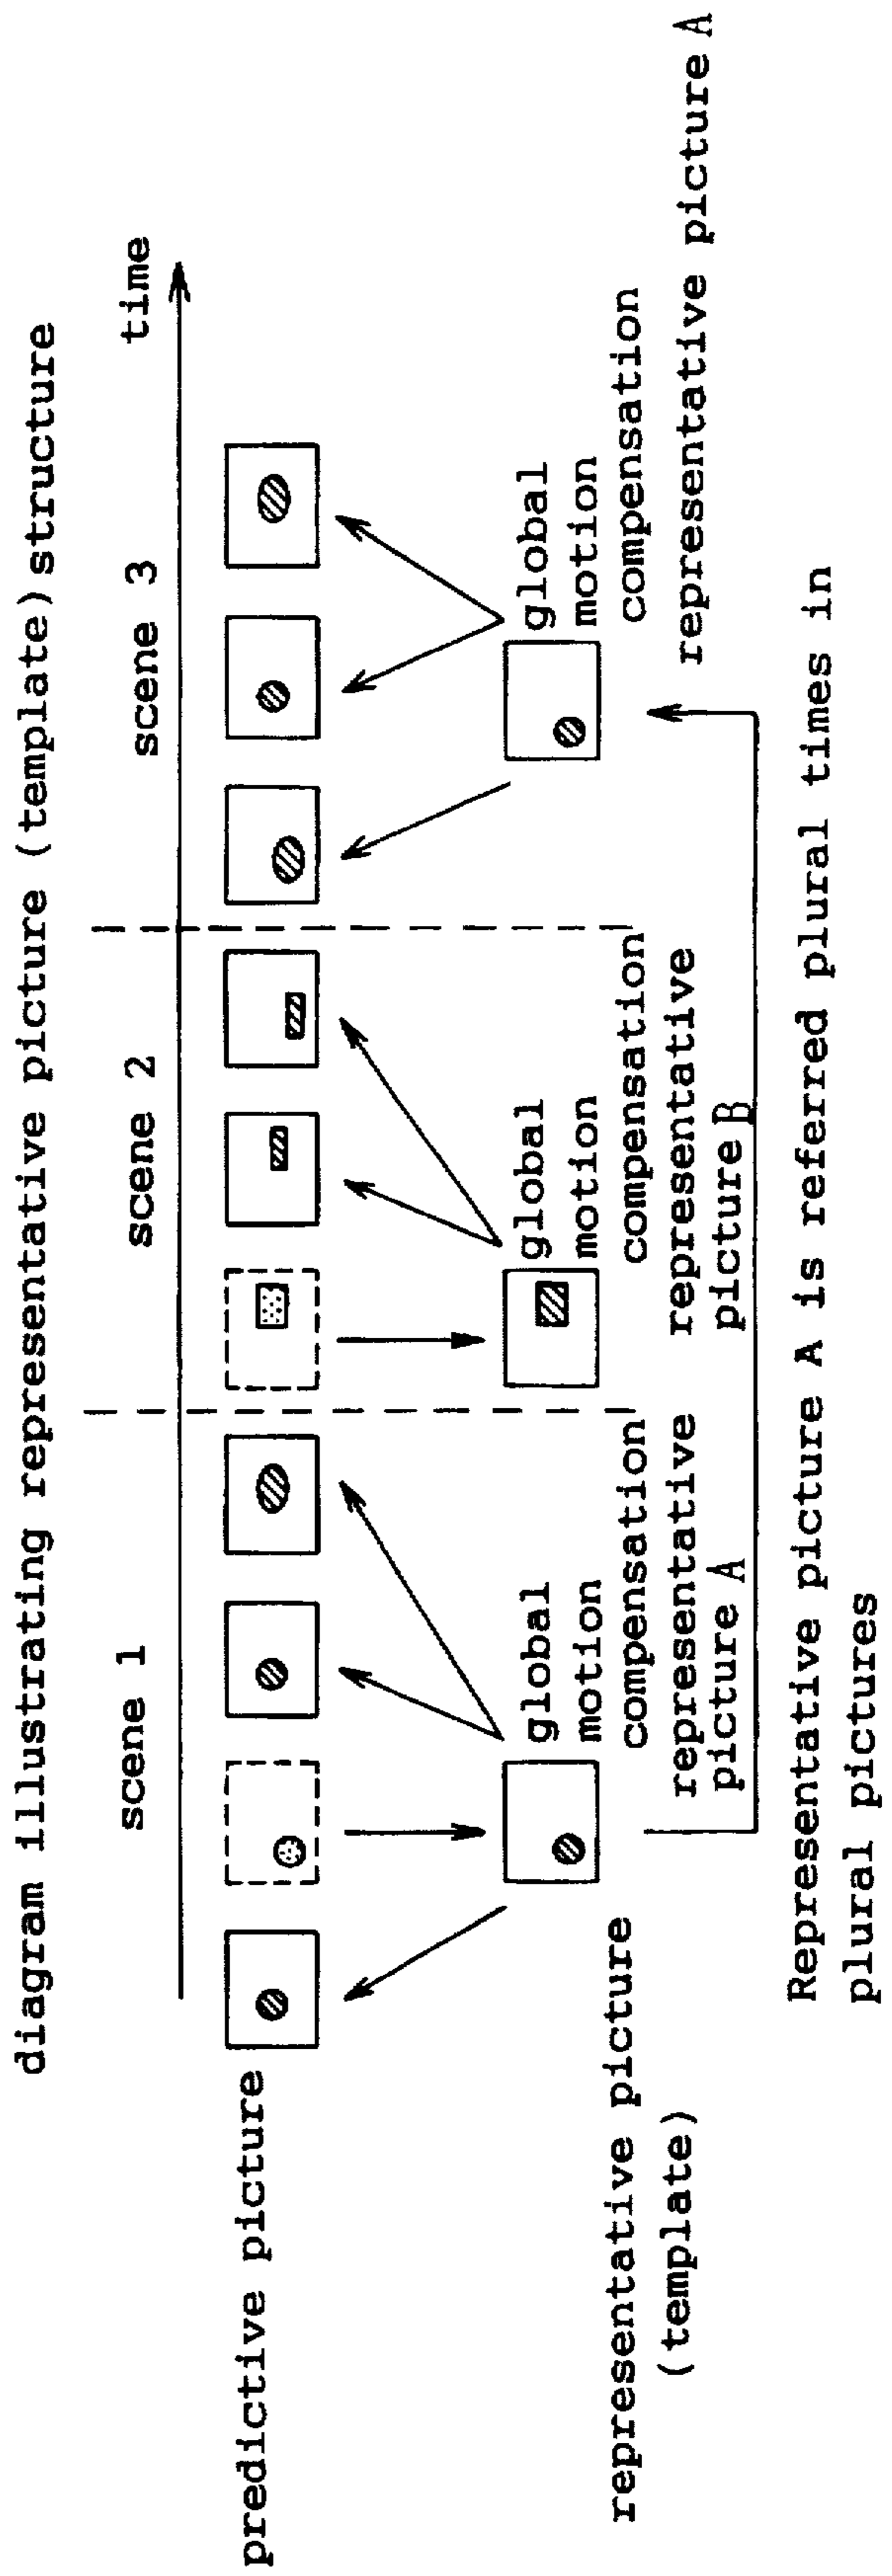 diagram illustrating representative picture (template) structure
time
scene 1
scene 2
scene 3
predictive picture
representative picture
(template)
global
motion
compensation
representative
picture A
global
motion
compensation
representative
picture B
global
motion
compensation
representative picture A
Representative picture A is referred plural times in
plural pictures